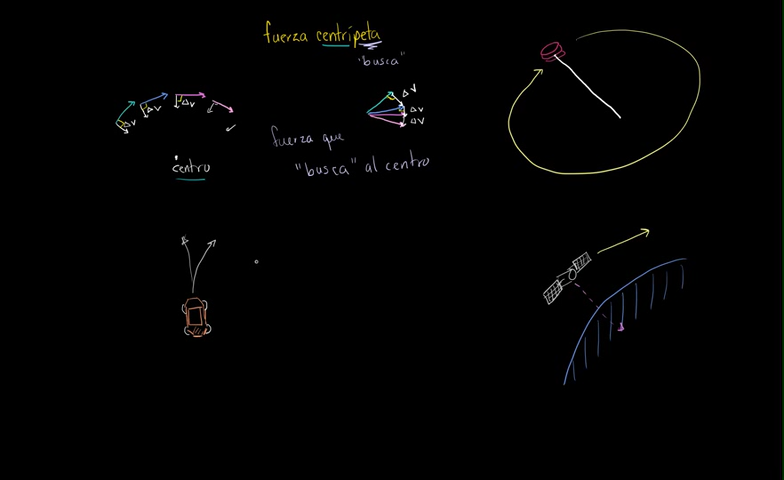 fuerza centrípeta
"busca"
ΔV
ΔV
ΔV
ΔV
ΔV
ΔV
fuerza que
"busca" al centro
centro